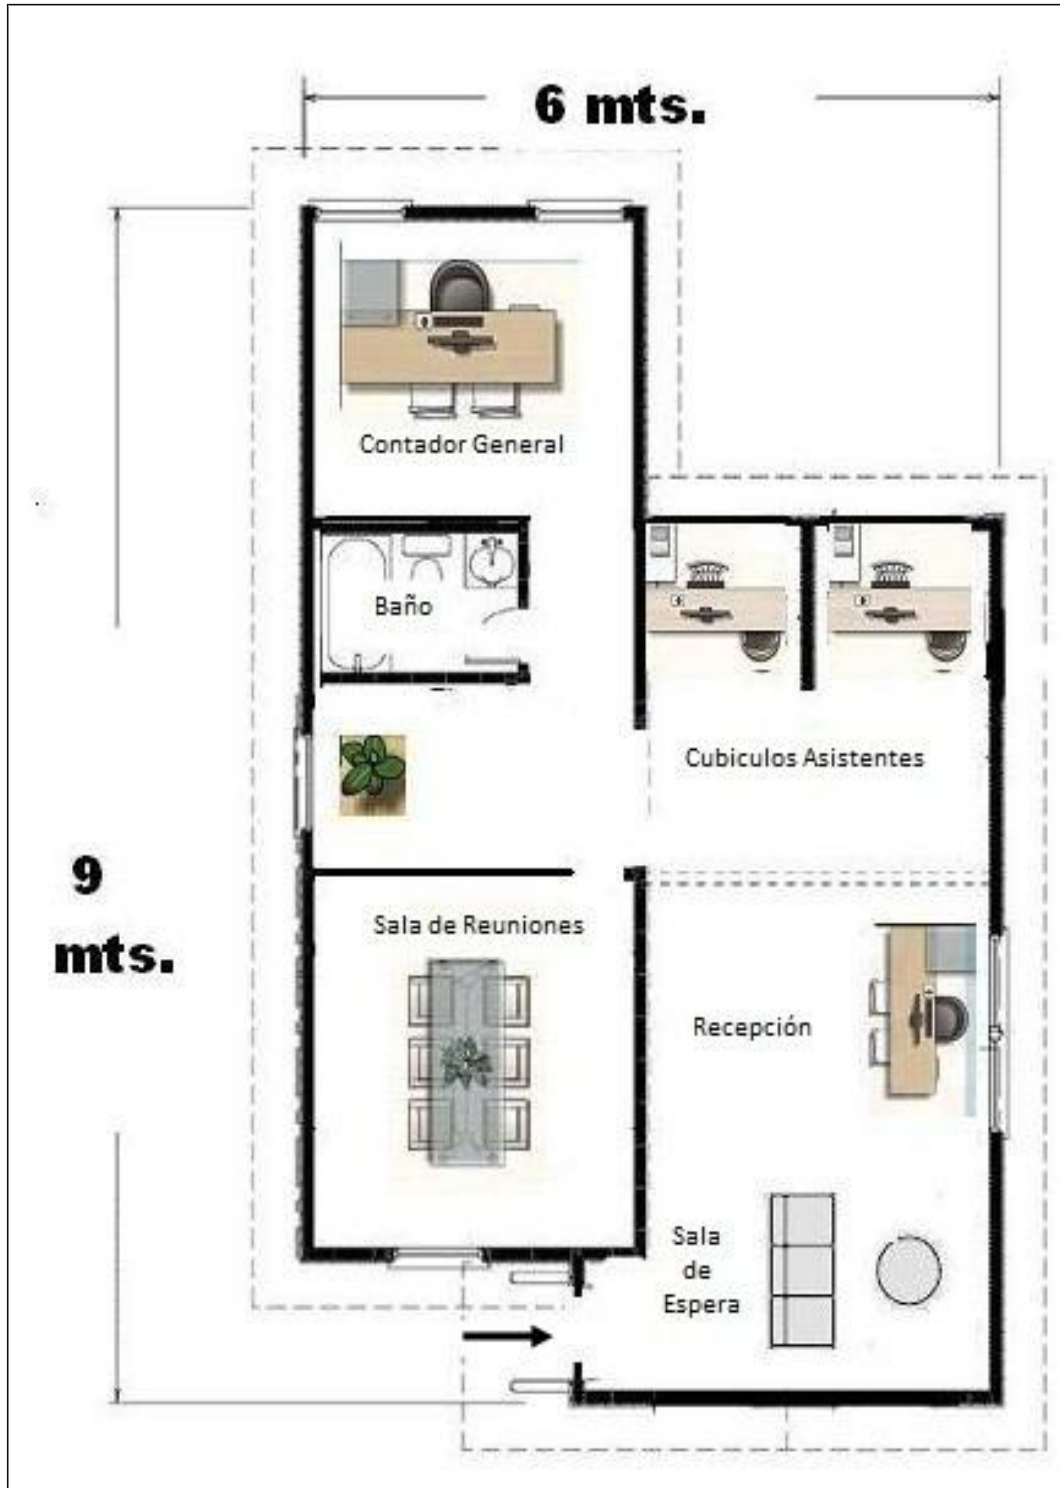 6 mts.
Contador General
Baño
Cubiculos Asistentes
9
mts.
Sala de Reuniones
Recepción
Sala
de
Espera